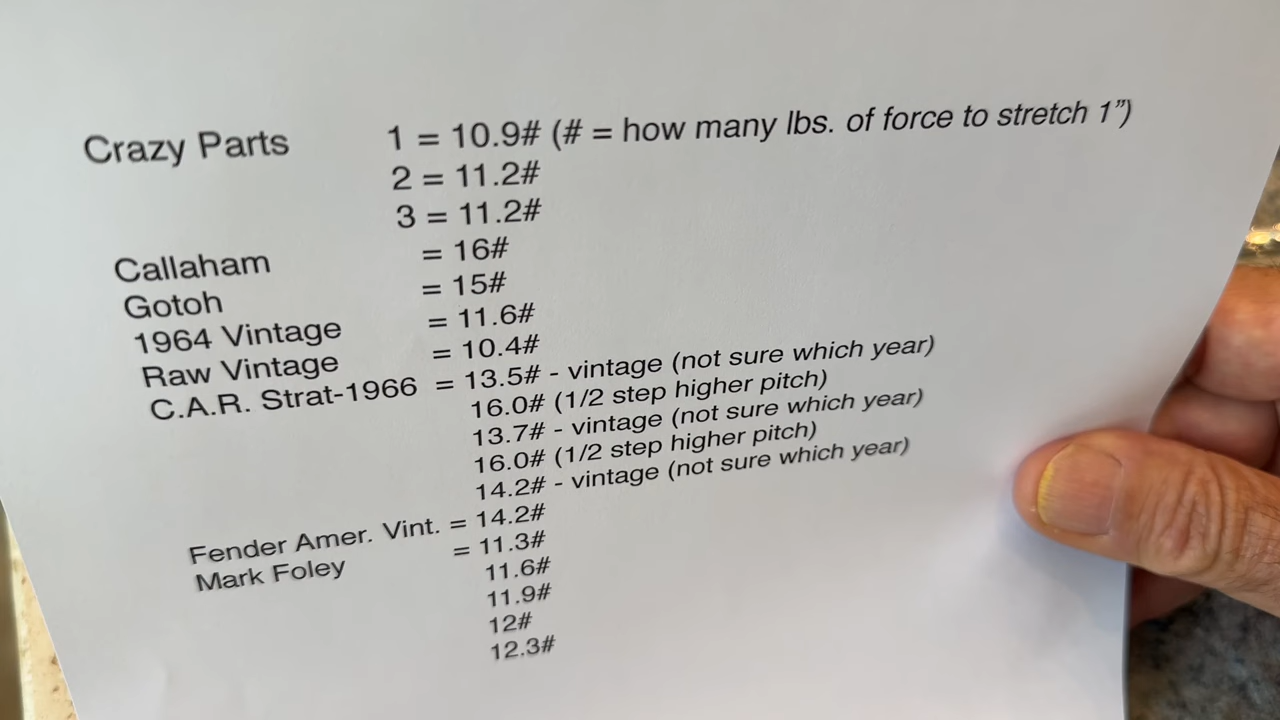 Crazy Parts 1 = 10.9# (# = how many lbs. of force to stretch 1”)
2 = 11.2#
3 = 11.2#
Callaham = 16#
Gotoh = 15#
1964 Vintage = 11.6#
Raw Vintage = 10.4#
C.A.R. Strat-1966 = 13.5# - vintage (not sure which year)
16.0# (1/2 step higher pitch)
13.7# - vintage (not sure which year)
16.0# (1/2 step higher pitch)
14.2# - vintage (not sure which year)
Fender Amer. Vint. = 14.2#
Mark Foley = 11.3#
11.6#
11.9#
12#
12.3#